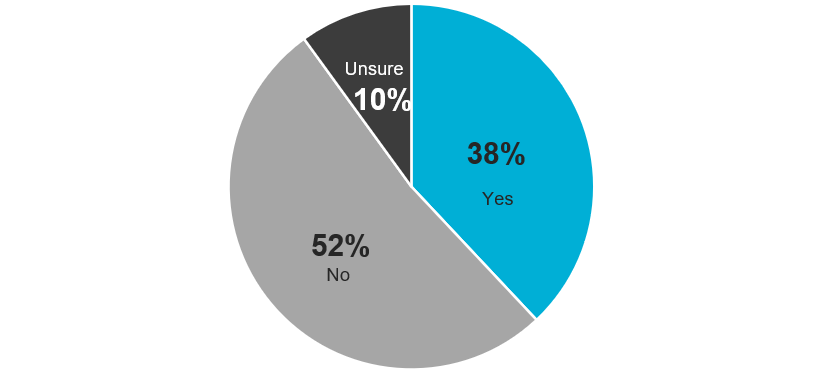 Unsure
10%
38%
Yes
52%
No